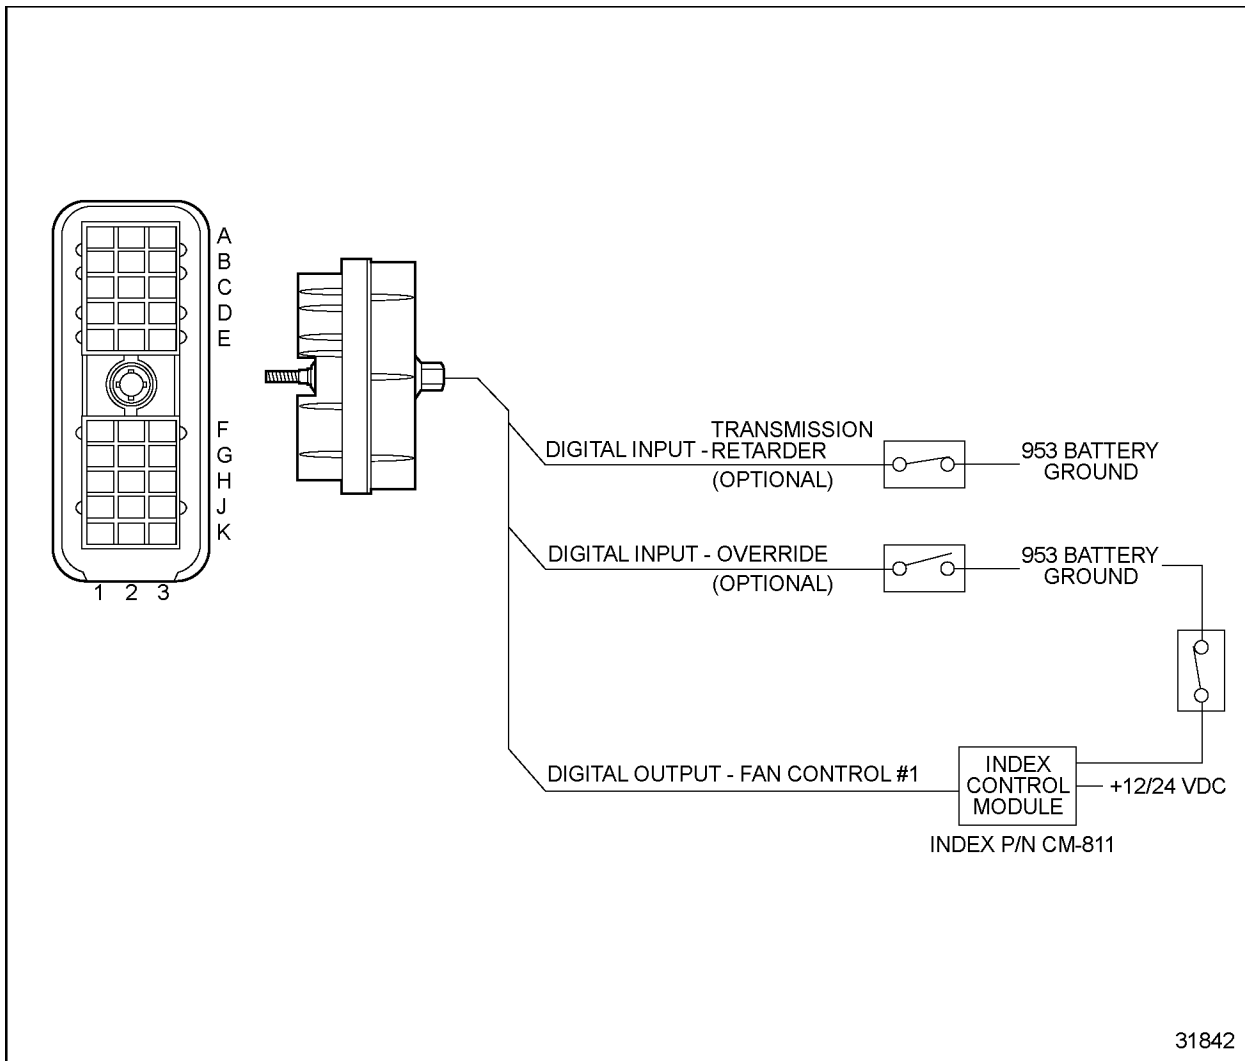 A
B
C
D
E
F
G
H
J
K
1 2 3
DIGITAL INPUT - TRANSMISSION
RETARDER
(OPTIONAL)
953 BATTERY
GROUND
DIGITAL INPUT - OVERRIDE
(OPTIONAL)
953 BATTERY
GROUND
DIGITAL OUTPUT - FAN CONTROL #1
INDEX
CONTROL
MODULE
+12/24 VDC
INDEX P/N CM-811
31842